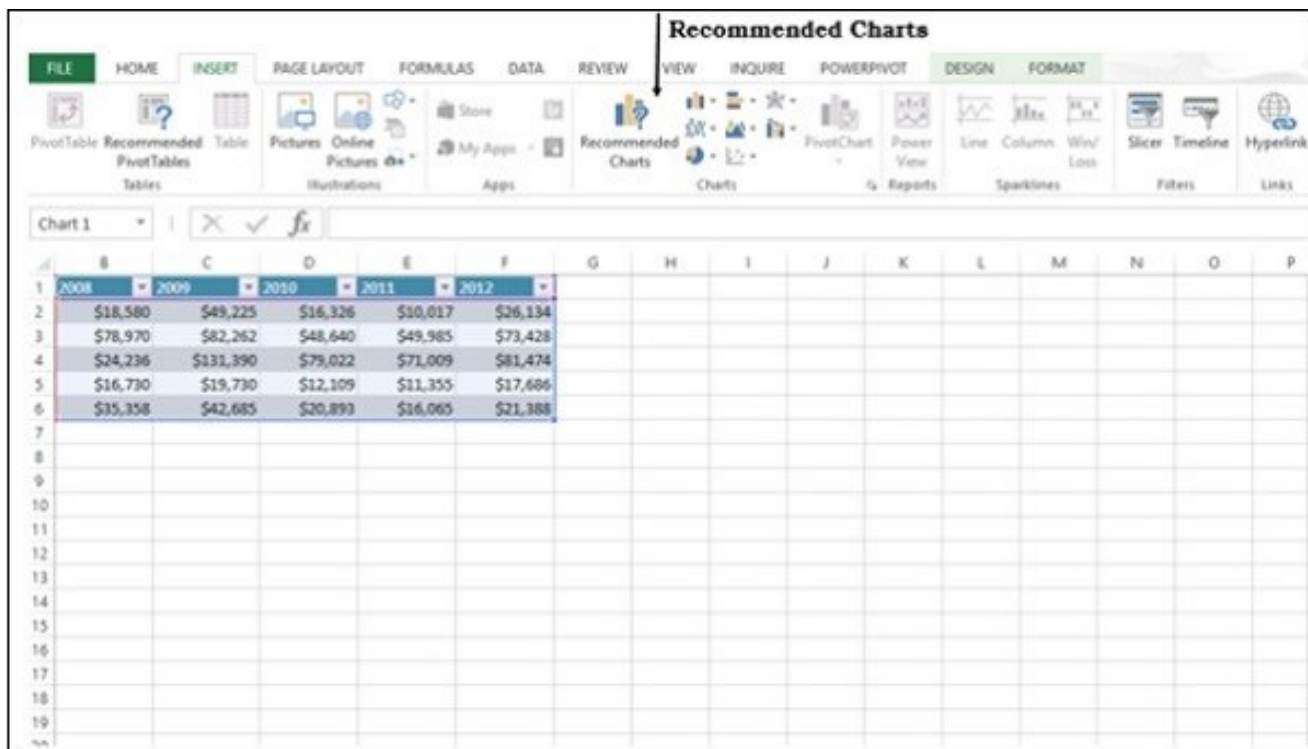 Recommended Charts
FILE HOME INSERT PAGE LAYOUT FORMULAS DATA REVIEW VIEW INQUIRE POWERPIVOT DESIGN FORMAT
PivotTable Recommended PivotTables Table Pictures Online Pictures Store My Apps Recommended Charts PivotChart Power View Line Column Win/Loss Slicer Timeline Hyperlink
Tables Illustrations Apps Charts Reports Sparklines Filters Links
Chart 1 fx
B C D E F G H I J K L M N O P
1 2008 2009 2010 2011 2012
2 $18,580 $49,225 $16,326 $10,017 $26,134
3 $78,970 $82,262 $48,640 $49,985 $73,428
4 $24,236 $131,390 $79,022 $71,009 $81,474
5 $16,730 $19,730 $12,109 $11,355 $17,686
6 $35,358 $42,685 $20,893 $16,065 $21,388
7
8
9
10
11
12
13
14
15
16
17
18
19